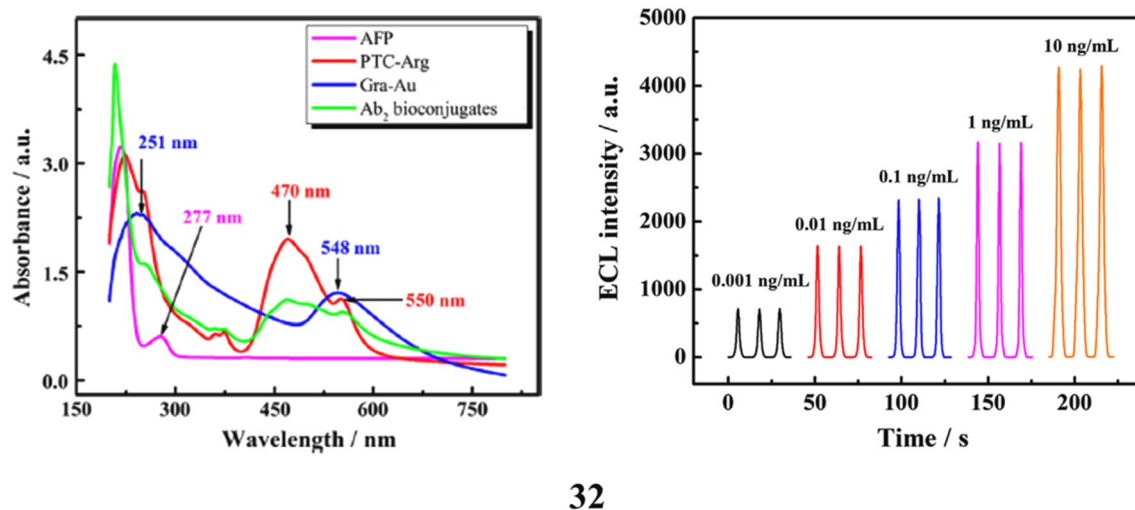 AFP
PTC-Arg
Gra-Au
Ab₂ bioconjugates
251 nm
277 nm
470 nm
548 nm
550 nm
4.5
3.0
1.5
0.0
Absorbance / a.u.
150 300 450 600 750
Wavelength / nm
5000
4000
3000
2000
1000
0
ECL intensity / a.u.
0.001 ng/mL
0.01 ng/mL
0.1 ng/mL
1 ng/mL
10 ng/mL
0 50 100 150 200
Time / s
32